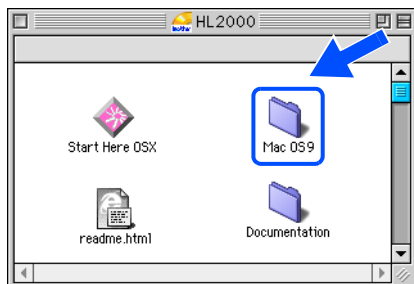 HL2000
Start Here OSX
Mac OS9
readme.html
Documentation